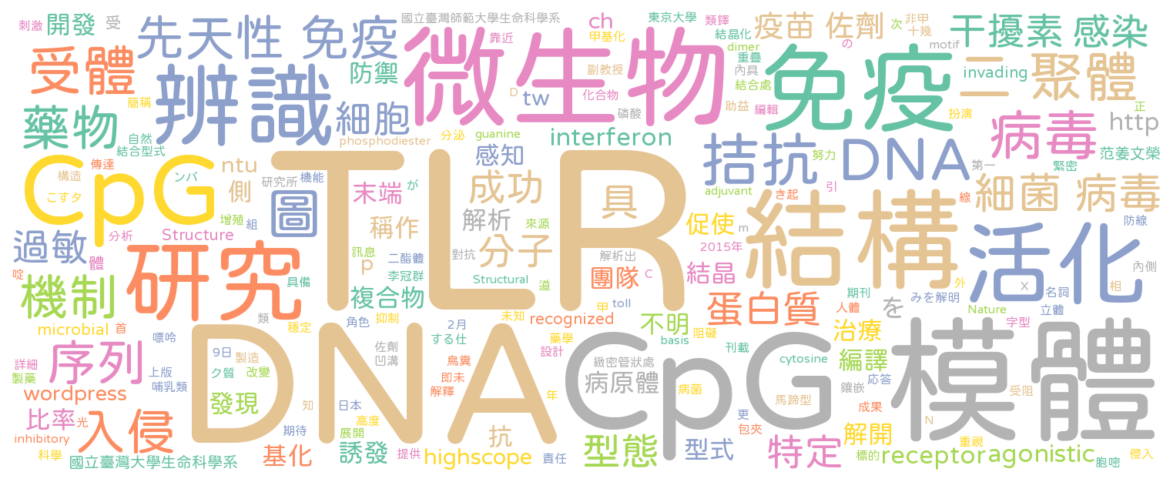 刺激 開發 受 國立臺灣師範大學生命科學系 ch 東京大學 類鐸 次 非甲
先天性 免疫 靠近 甲基化 疫苗 佐劑 の 十幾 干擾素 感染
受體 防禦 微生物 副教授 結晶化 dimer 重疊 motif
辨識 內具 免疫 invading 二 聚體
藥物 簡稱 細胞 D tw 化合物 結合處 助益 編輯 扮演 正 http
自然 分泌 guanine 磷酸 病毒
結合型式 phosphodiester interferon 努力 緊密 范姜文榮
CpG 構造 傳達 ntu 機能 感知 成功 拮抗 DNA 第一
こすタ ンパ 側 研究所 TLR 末端 が 具 adjuvant 引 き起 線 細菌 病毒
過敏 增殖 組 圖 稱作 解析 來源 促使 m 結構 防線
體 分析 Structure 訊息 二酯體 對抗 分子 解析出 2015年 活化 內側
機制 啶 研究 具備 p 李冠群 Structural 道 團隊 C 結晶 外 X 名詞 相
類 複合物 甲 toll を 期刊 人體 立體
microbial 首 嘌呤 穩定 角色 抑制 未知 recognized 蛋白質 みを解明 Nature 字型
詳細 序列 9日 製造 佐劑 2月 藥學 basis 不明 阻礙 治療
製藥 上版 ク質 改變 凹溝 する仕 設計 刊載 模體
wordpress 哺乳類 鳥糞 緻密管狀處 cytosine 編譯 應答
發現 知 日本 解釋 即未 DNA CpG 病原體 病菌 鑲嵌 受阻
比率 光 高度 年 馬蹄型 成果
inhibitory 入侵 期待 展開 抗 更 包夾 解開 N 重視
科學 基化 誘發 提供 highscope 責任 型態 型式 特定 標的 receptor agonistic
國立臺灣大學生命科學系 胞嘧 侵入